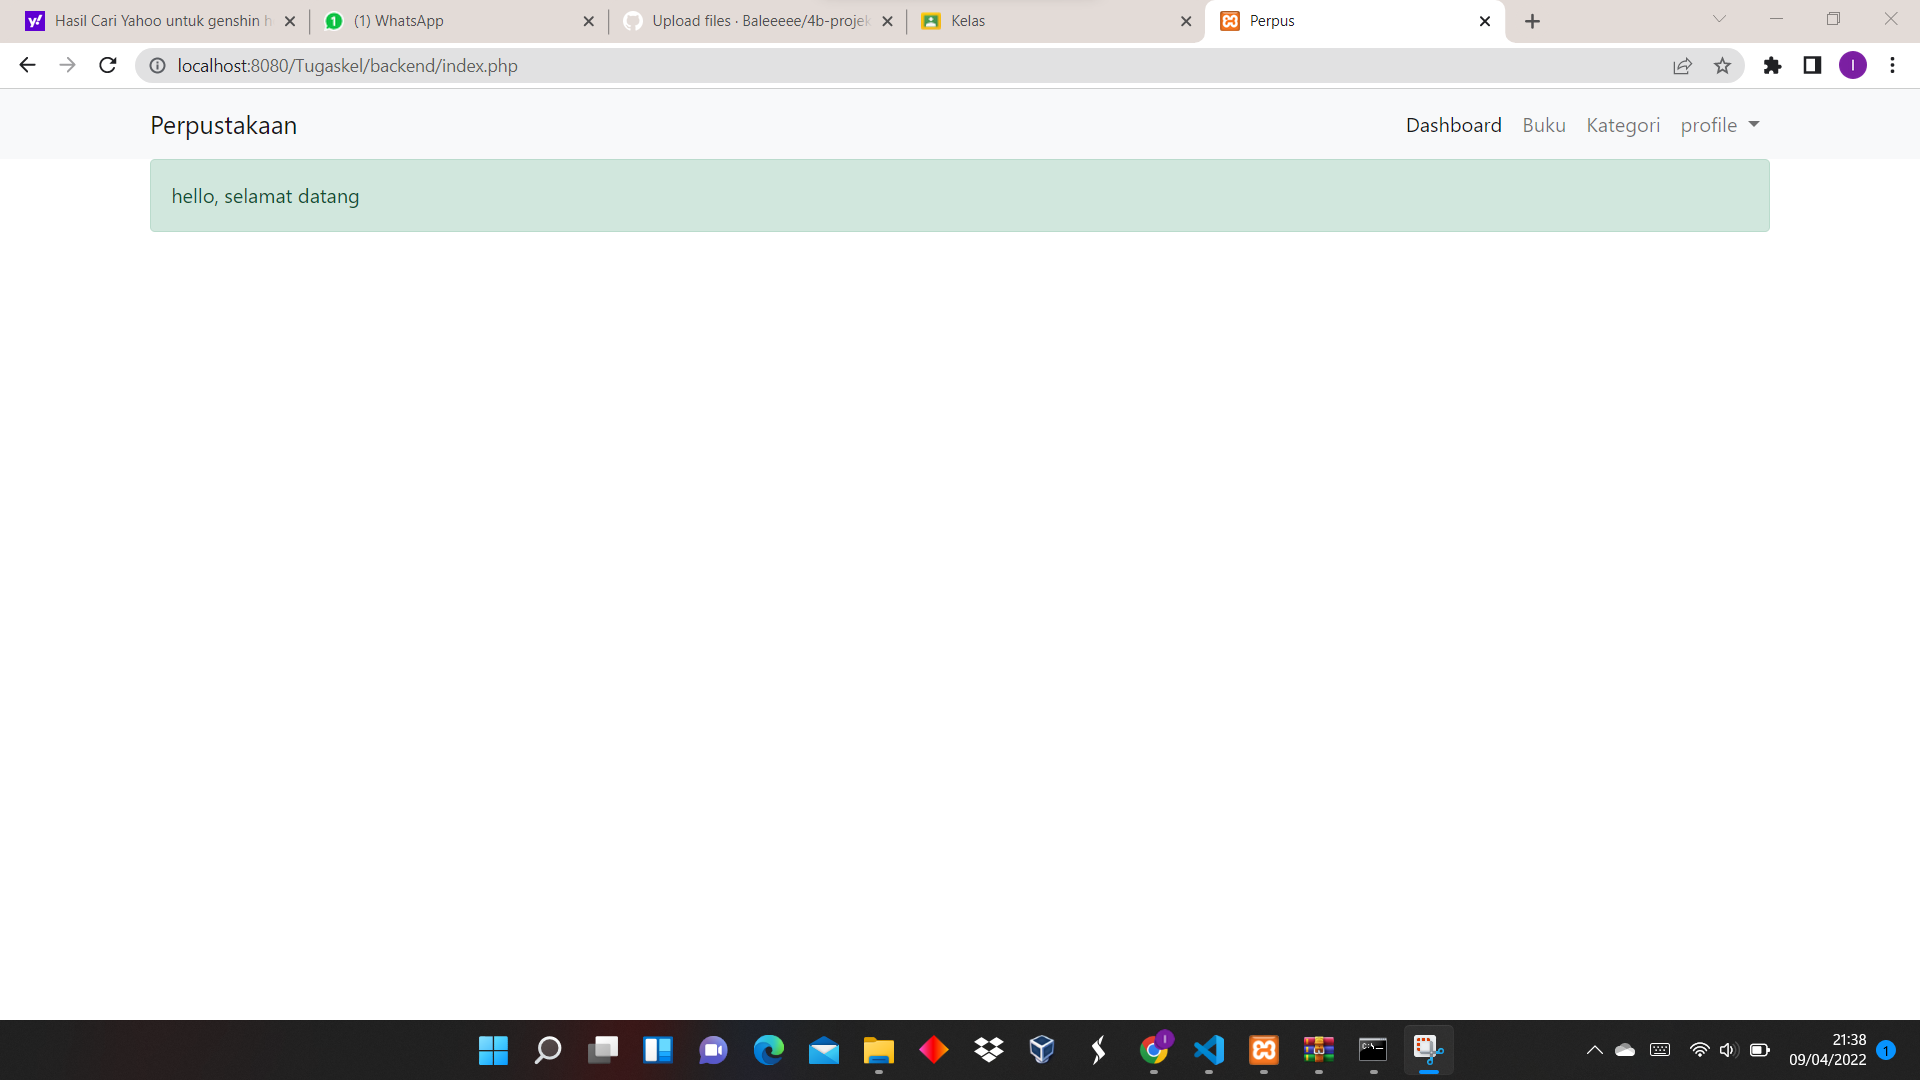 Hasil Cari Yahoo untuk genshin h
(1) WhatsApp
Upload files · Baleeeee/4b-projek
Kelas
Perpus
localhost:8080/Tugaskel/backend/index.php
I
Perpustakaan
Dashboard
Buku
Kategori
profile
hello, selamat datang
21:38
09/04/2022
1